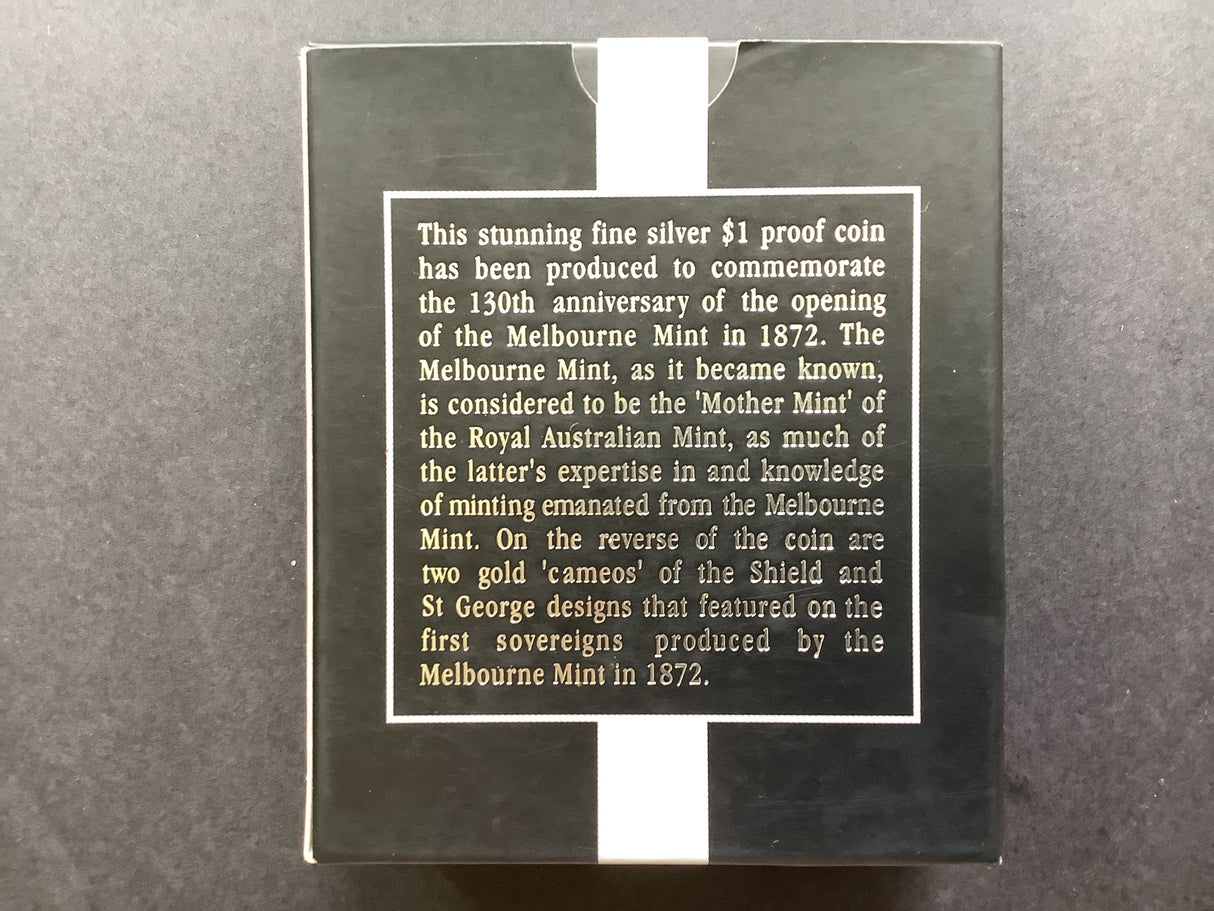 This stunning fine silver $1 proof coin
has been produced to commemorate
the 130th anniversary of the opening
of the Melbourne Mint in 1872. The
Melbourne Mint, as it became known,
is considered to be the 'Mother Mint' of
the Royal Australian Mint, as much of
the latter's expertise in and knowledge
of minting emanated from the Melbourne
Mint. On the reverse of the coin are
two gold 'cameos' of the Shield and
St George designs that featured on the
first sovereigns produced by the
Melbourne Mint in 1872.